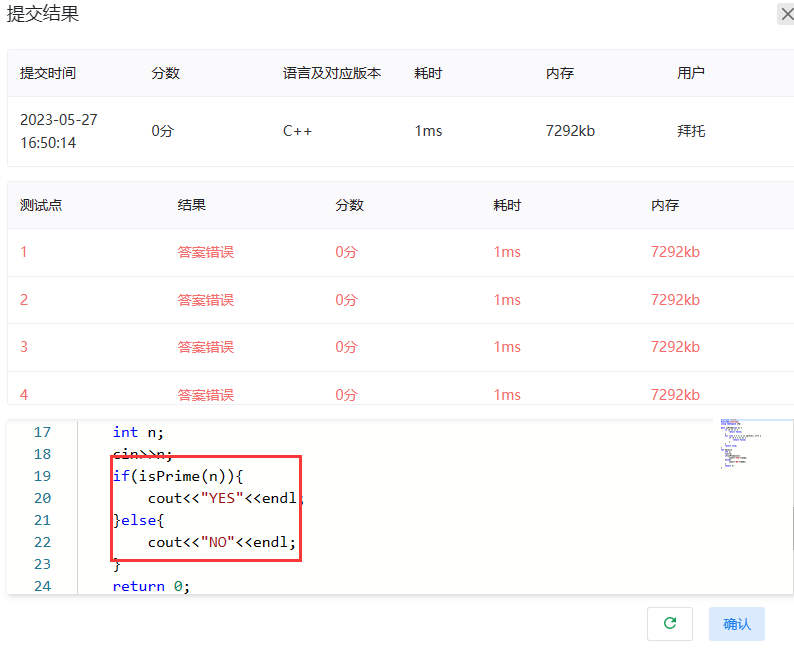 提交结果
提交时间 分数 语言及对应版本 耗时 内存 用户
2023-05-27 16:50:14 0分 C++ 1ms 7292kb 拜托
测试点 结果 分数 耗时 内存
1 答案错误 0分 1ms 7292kb
2 答案错误 0分 1ms 7292kb
3 答案错误 0分 1ms 7292kb
4 答案错误 0分 1ms 7292kb
17 int n;
18 cin>>n;
19 if(isPrime(n)){
20 cout<<"YES"<<endl;
21 }else{
22 cout<<"NO"<<endl;
23 }
24 return 0;
确认